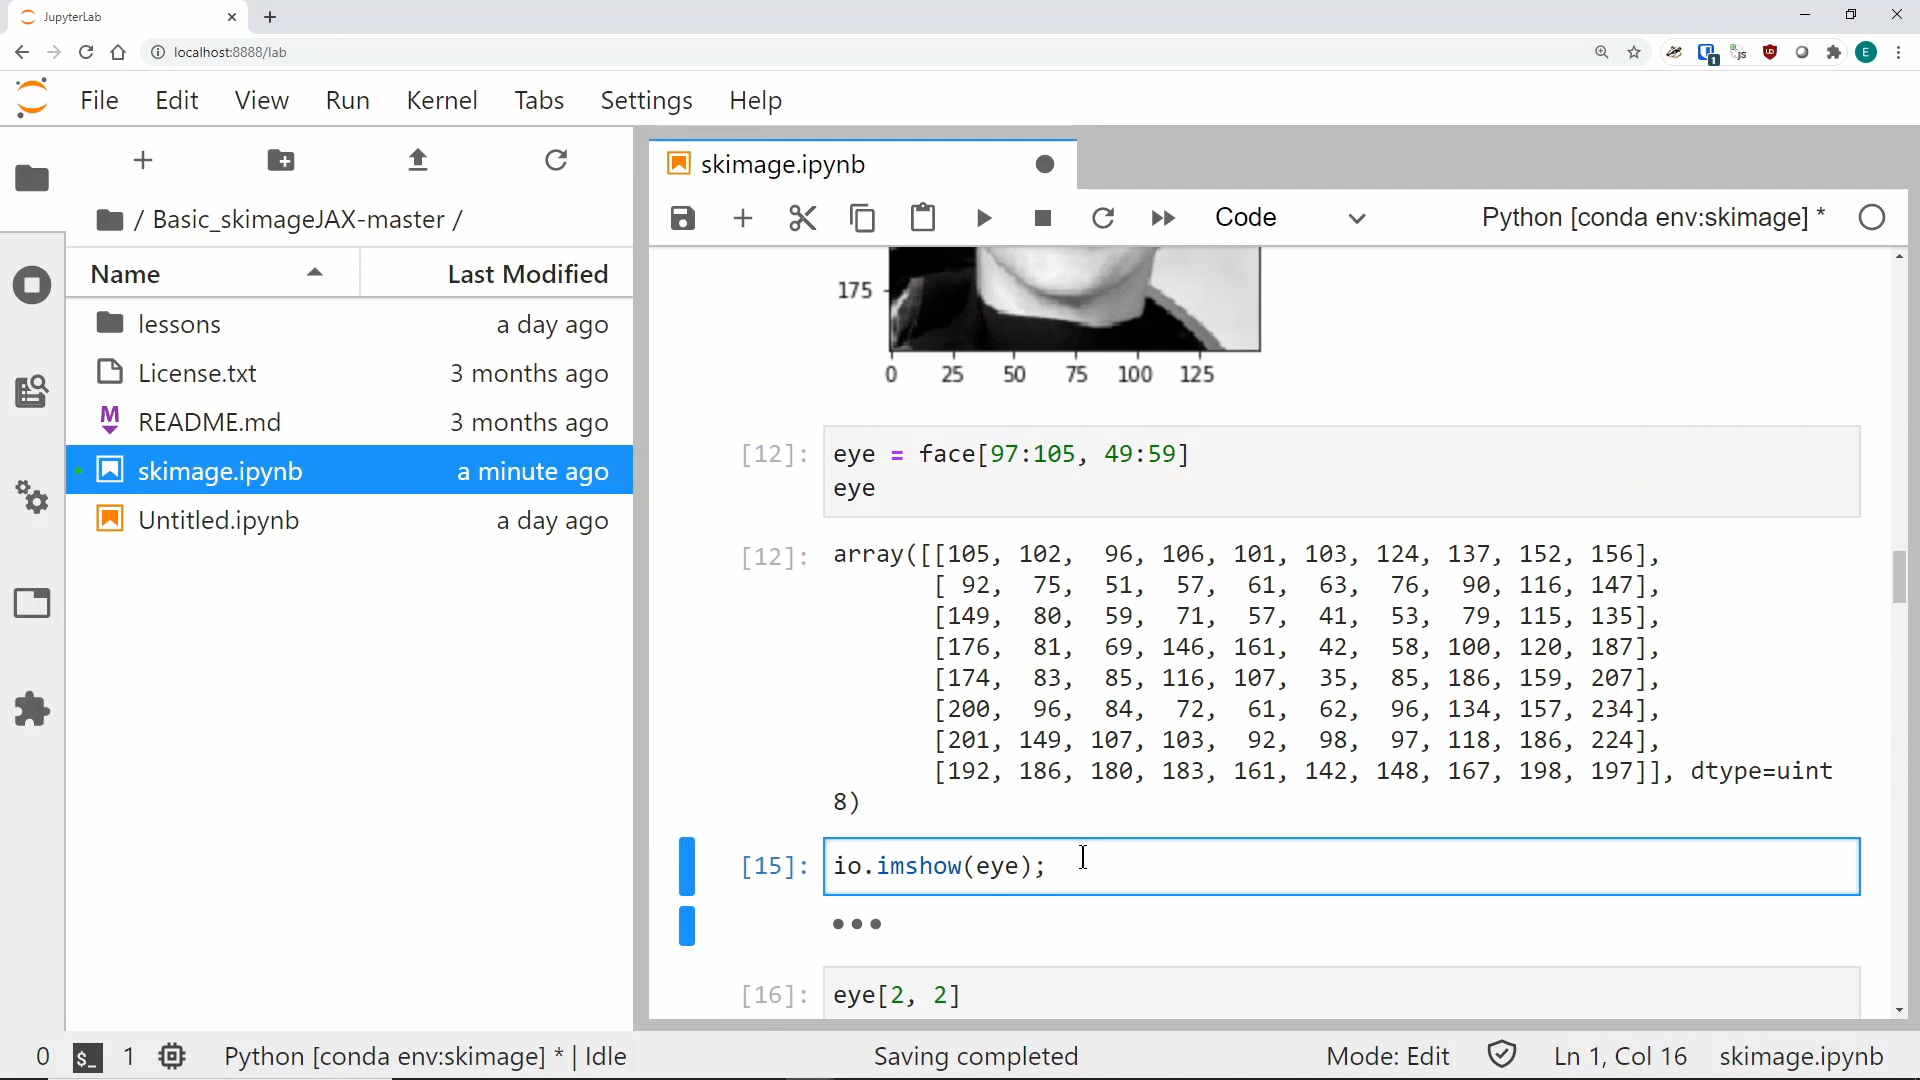 JupyterLab
localhost:8888/lab
1
JS
E
File Edit View Run Kernel Tabs Settings Help
/ Basic_skimageJAX-master /
Name Last Modified
lessons a day ago
License.txt 3 months ago
M README.md 3 months ago
skimage.ipynb a minute ago
Untitled.ipynb a day ago
skimage.ipynb
Code Python [conda env:skimage] *
175
0 25 50 75 100 125
[12]: eye = face[97:105, 49:59]
eye
[12]: array([[105, 102, 96, 106, 101, 103, 124, 137, 152, 156],
[ 92, 75, 51, 57, 61, 63, 76, 90, 116, 147],
[149, 80, 59, 71, 57, 41, 53, 79, 115, 135],
[176, 81, 69, 146, 161, 42, 58, 100, 120, 187],
[174, 83, 85, 116, 107, 35, 85, 186, 159, 207],
[200, 96, 84, 72, 61, 62, 96, 134, 157, 234],
[201, 149, 107, 103, 92, 98, 97, 118, 186, 224],
[192, 186, 180, 183, 161, 142, 148, 167, 198, 197]], dtype=uint
8)
[15]: io.imshow(eye);
[16]: eye[2, 2]
0 $_ 1 Python [conda env:skimage] * | Idle Saving completed Mode: Edit Ln 1, Col 16 skimage.ipynb